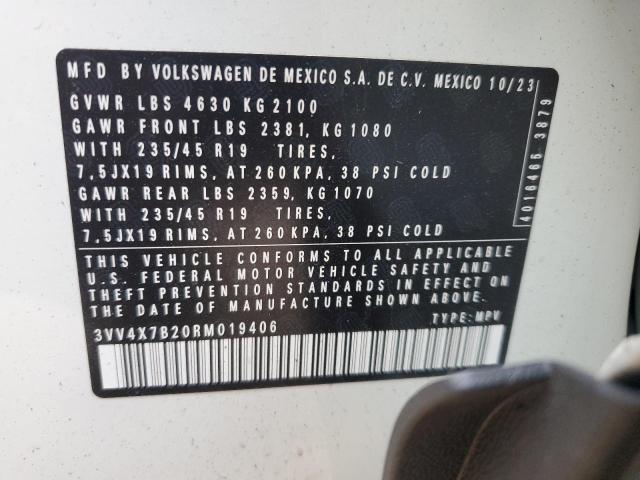 MFD BY VOLKSWAGEN DE MEXICO S.A. DE C.V. MEXICO 10/23
GVWR LBS 4630 KG 2100
GAWR FRONT LBS 2381, KG 1080
WITH 235/45 R19 TIRES,
7,5JX19 RIMS, AT 260 KPA, 38 PSI COLD
GAWR REAR LBS 2359, KG 1070
WITH 235/45 R19 TIRES,
7,5JX19 RIMS, AT 260 KPA, 38 PSI COLD
THIS VEHICLE CONFORMS TO ALL APPLICABLE
U.S. FEDERAL MOTOR VEHICLE SAFETY AND
THEFT PREVENTION STANDARDS IN EFFECT ON
THE DATE OF MANUFACTURE SHOWN ABOVE.
3VV4X7B20RM019406 TYPE: MPV
4016465 3879